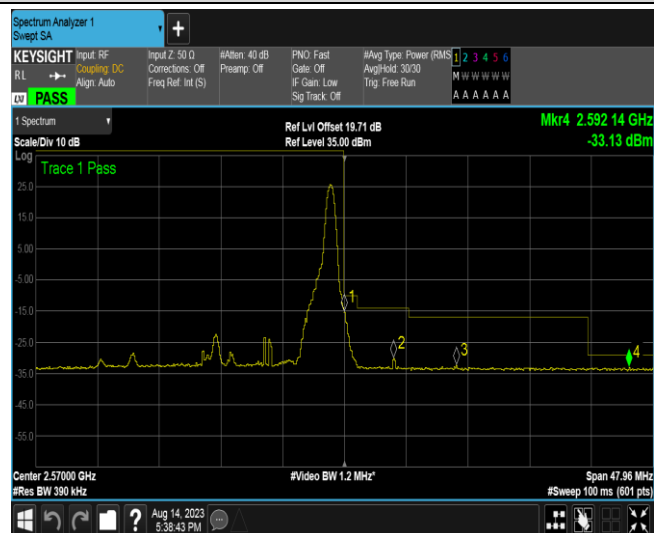 Spectrum Analyzer 1
Swept SA
+
KEYSIGHT Input: RF Input Z: 50 Ω #Atten: 40 dB PNO: Fast #Avg Type: Power (RMS 1 2 3 4 5 6
RL Coupling: DC Corrections: Off Preamp: Off Gate: Off Avg|Hold: 30/30 M W W W W W
Align: Auto Freq Ref: Int (S) IF Gain: Low Trig: Free Run
LXI PASS Sig Track: Off A A A A A A
1 Spectrum Ref Lvl Offset 19.71 dB Mkr4 2.592 14 GHz
Scale/Div 10 dB Ref Level 35.00 dBm -33.13 dBm
Log
Trace 1 Pass
25.0
15.0
5.00
-5.00
1
-15.0
-25.0
2 3 4
-35.0
-45.0
-55.0
Center 2.57000 GHz #Video BW 1.2 MHz* Span 47.96 MHz
#Res BW 390 kHz #Sweep 100 ms (601 pts)
? Aug 14, 2023
5:38:43 PM